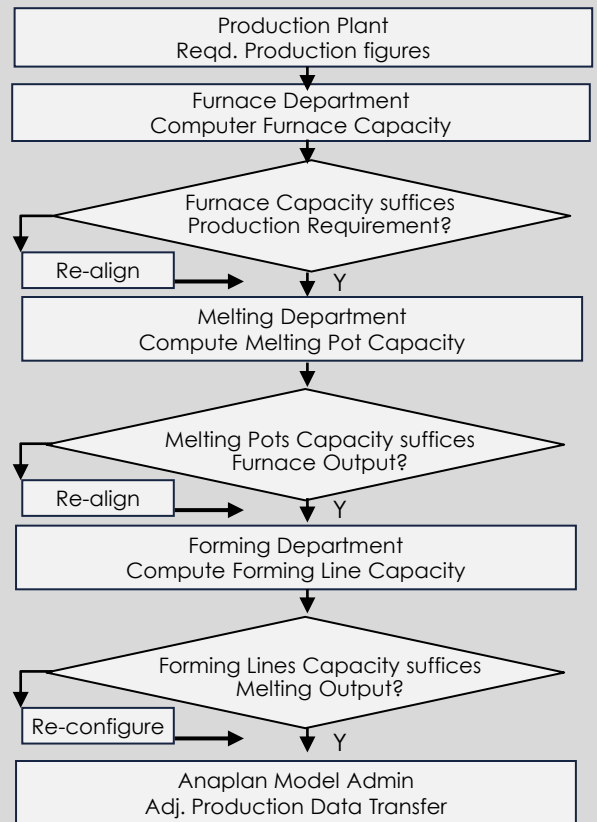 Production Plant
Reqd. Production figures
Furnace Department
Computer Furnace Capacity
Furnace Capacity suffices
Production Requirement?
Re-align
Y
Melting Department
Compute Melting Pot Capacity
Melting Pots Capacity suffices
Furnace Output?
Re-align
Y
Forming Department
Compute Forming Line Capacity
Forming Lines Capacity suffices
Melting Output?
Re-configure
Y
Anaplan Model Admin
Adj. Production Data Transfer